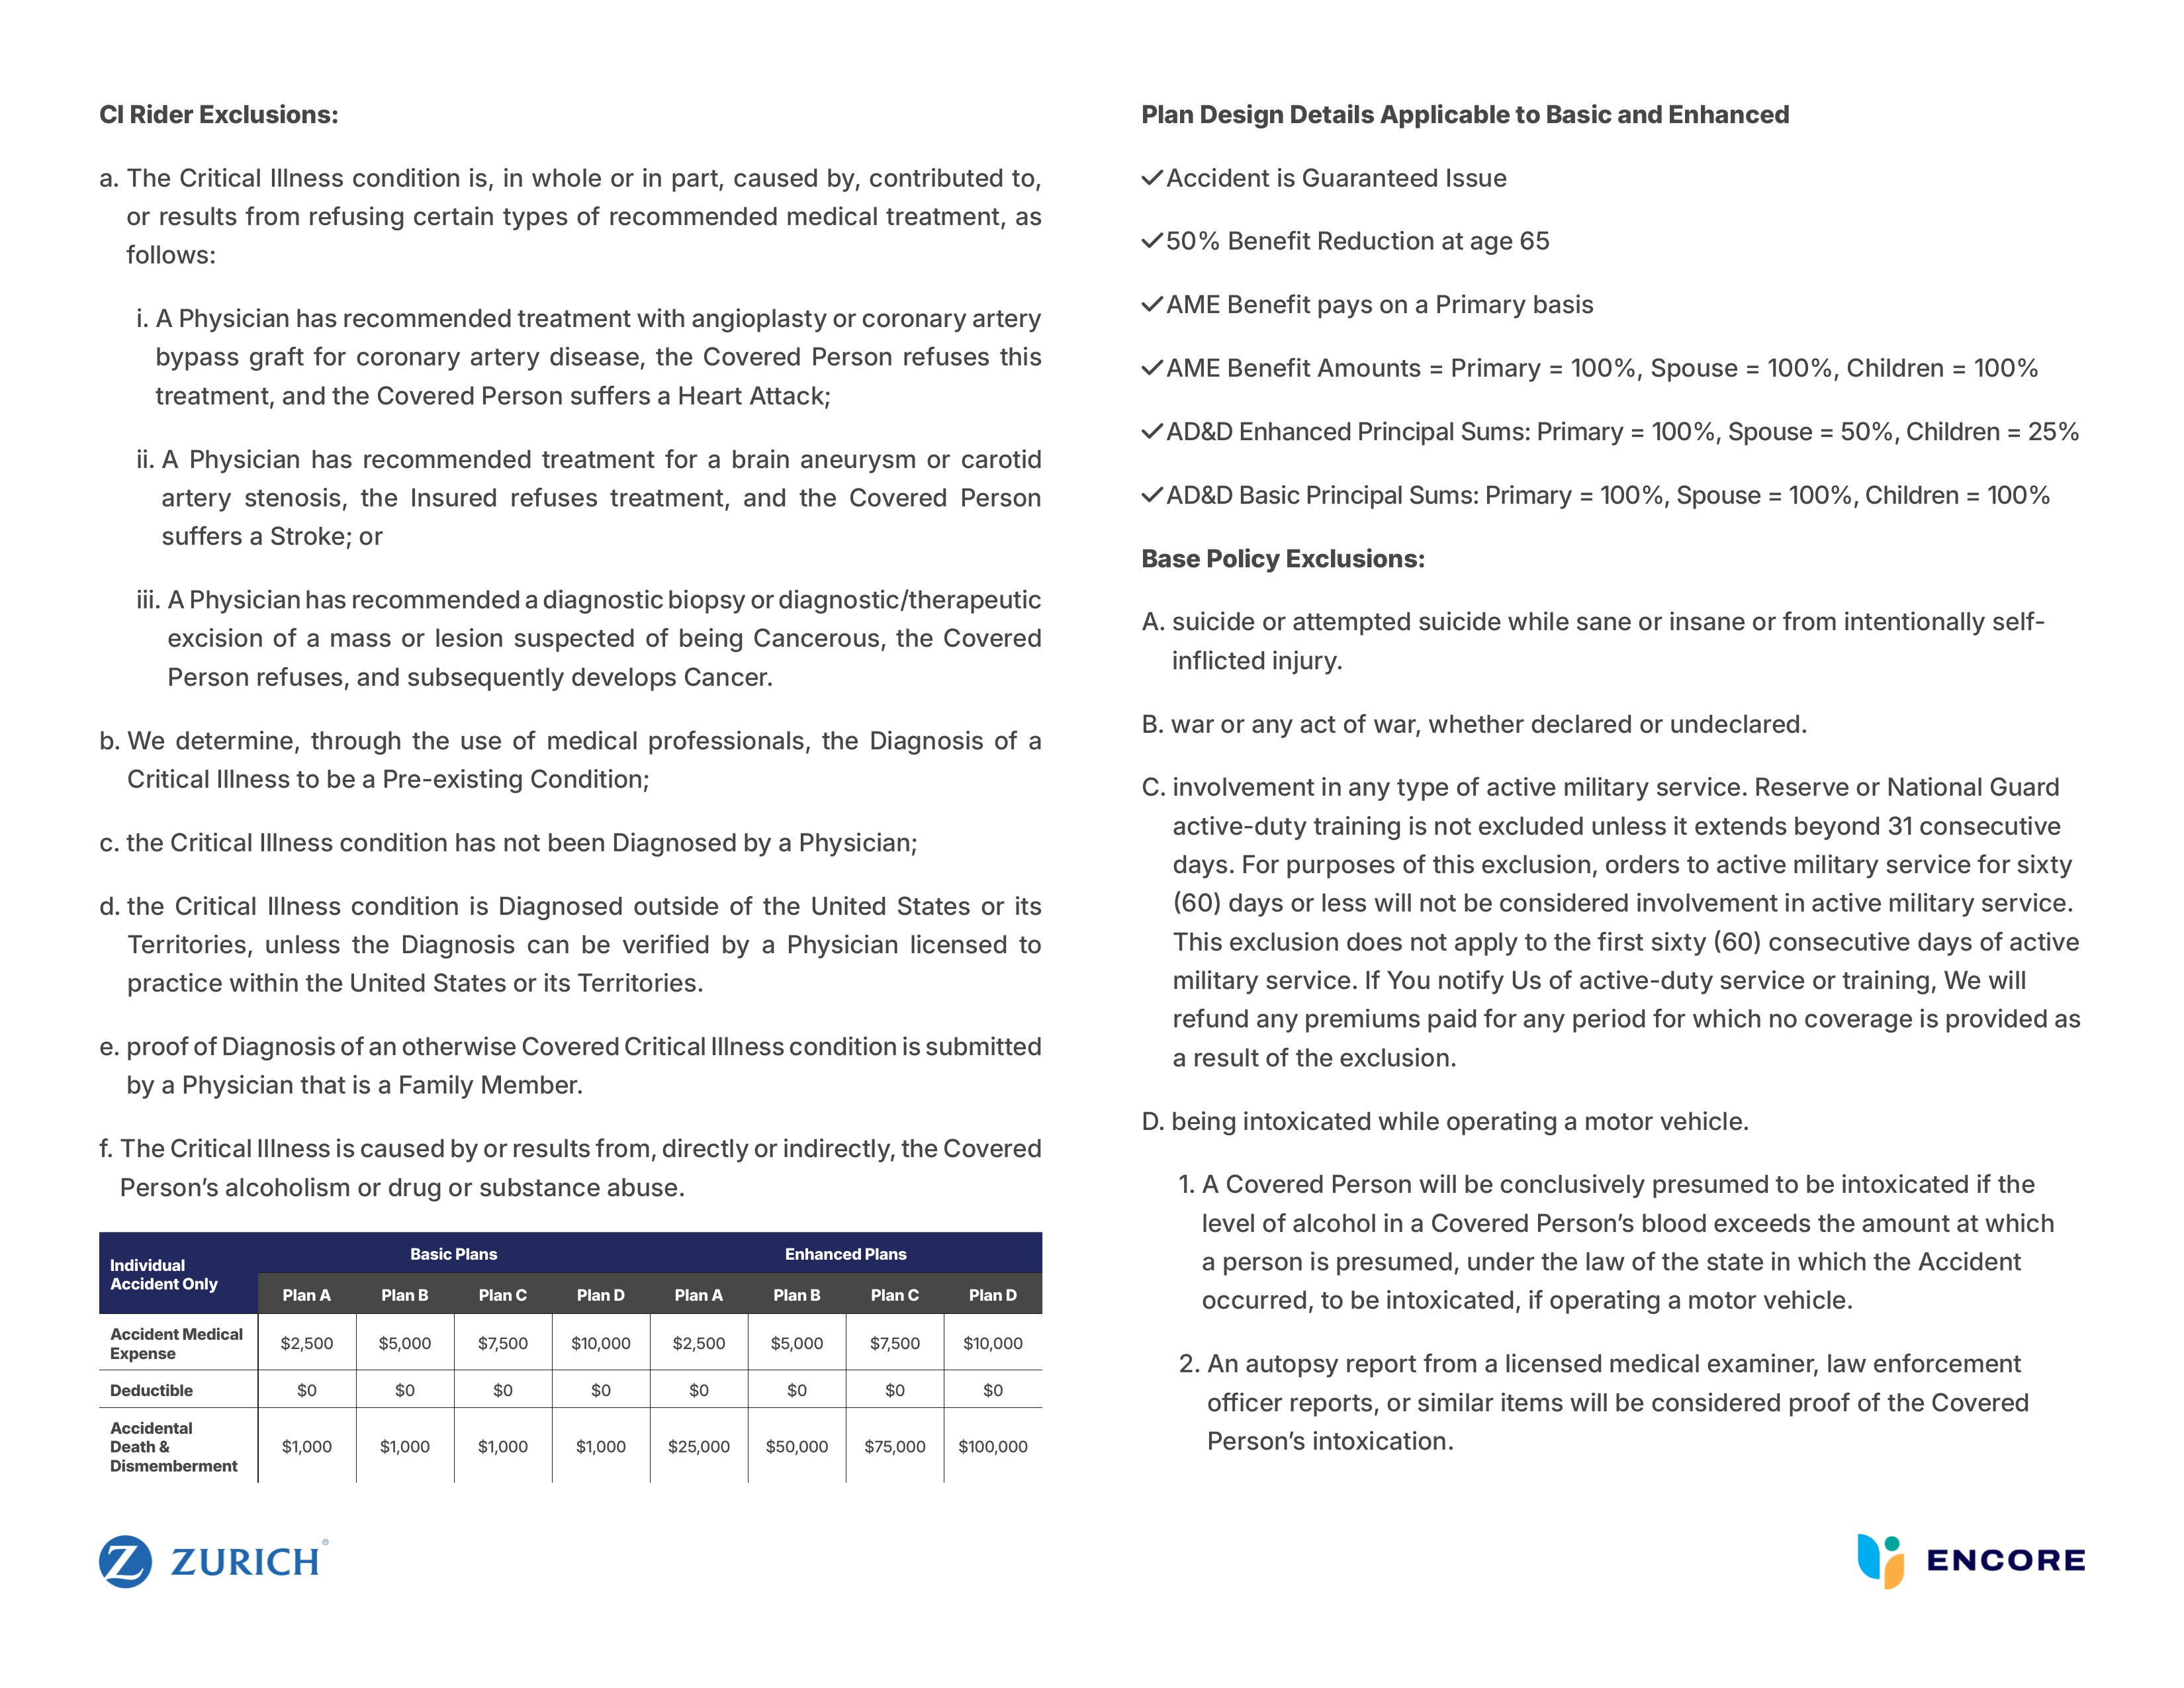 CI Rider Exclusions:
a. The Critical Illness condition is, in whole or in part, caused by, contributed to,
or results from refusing certain types of recommended medical treatment, as
follows:
i. A Physician has recommended treatment with angioplasty or coronary artery
bypass graft for coronary artery disease, the Covered Person refuses this
treatment, and the Covered Person suffers a Heart Attack;
ii. A Physician has recommended treatment for a brain aneurysm or carotid
artery stenosis, the Insured refuses treatment, and the Covered Person
suffers a Stroke; or
iii. A Physician has recommended a diagnostic biopsy or diagnostic/therapeutic
excision of a mass or lesion suspected of being Cancerous, the Covered
Person refuses, and subsequently develops Cancer.
b. We determine, through the use of medical professionals, the Diagnosis of a
Critical Illness to be a Pre-existing Condition;
c. the Critical Illness condition has not been Diagnosed by a Physician;
d. the Critical Illness condition is Diagnosed outside of the United States or its
Territories, unless the Diagnosis can be verified by a Physician licensed to
practice within the United States or its Territories.
e. proof of Diagnosis of an otherwise Covered Critical Illness condition is submitted
by a Physician that is a Family Member.
f. The Critical Illness is caused by or results from, directly or indirectly, the Covered
Person's alcoholism or drug or substance abuse.
Individual Accident Only Basic Plans Enhanced Plans
Plan A Plan B Plan C Plan D Plan A Plan B Plan C Plan D
Accident Medical Expense $2,500 $5,000 $7,500 $10,000 $2,500 $5,000 $7,500 $10,000
Deductible $0 $0 $0 $0 $0 $0 $0 $0
Accidental Death & Dismemberment $1,000 $1,000 $1,000 $1,000 $25,000 $50,000 $75,000 $100,000
ZURICH®
Plan Design Details Applicable to Basic and Enhanced
✓Accident is Guaranteed Issue
✓50% Benefit Reduction at age 65
✓AME Benefit pays on a Primary basis
✓AME Benefit Amounts = Primary = 100%, Spouse = 100%, Children = 100%
✓AD&D Enhanced Principal Sums: Primary = 100%, Spouse = 50%, Children = 25%
✓AD&D Basic Principal Sums: Primary = 100%, Spouse = 100%, Children = 100%
Base Policy Exclusions:
A. suicide or attempted suicide while sane or insane or from intentionally self-
inflicted injury.
B. war or any act of war, whether declared or undeclared.
C. involvement in any type of active military service. Reserve or National Guard
active-duty training is not excluded unless it extends beyond 31 consecutive
days. For purposes of this exclusion, orders to active military service for sixty
(60) days or less will not be considered involvement in active military service.
This exclusion does not apply to the first sixty (60) consecutive days of active
military service. If You notify Us of active-duty service or training, We will
refund any premiums paid for any period for which no coverage is provided as
a result of the exclusion.
D. being intoxicated while operating a motor vehicle.
1. A Covered Person will be conclusively presumed to be intoxicated if the
level of alcohol in a Covered Person's blood exceeds the amount at which
a person is presumed, under the law of the state in which the Accident
occurred, to be intoxicated, if operating a motor vehicle.
2. An autopsy report from a licensed medical examiner, law enforcement
officer reports, or similar items will be considered proof of the Covered
Person's intoxication.
ENCORE